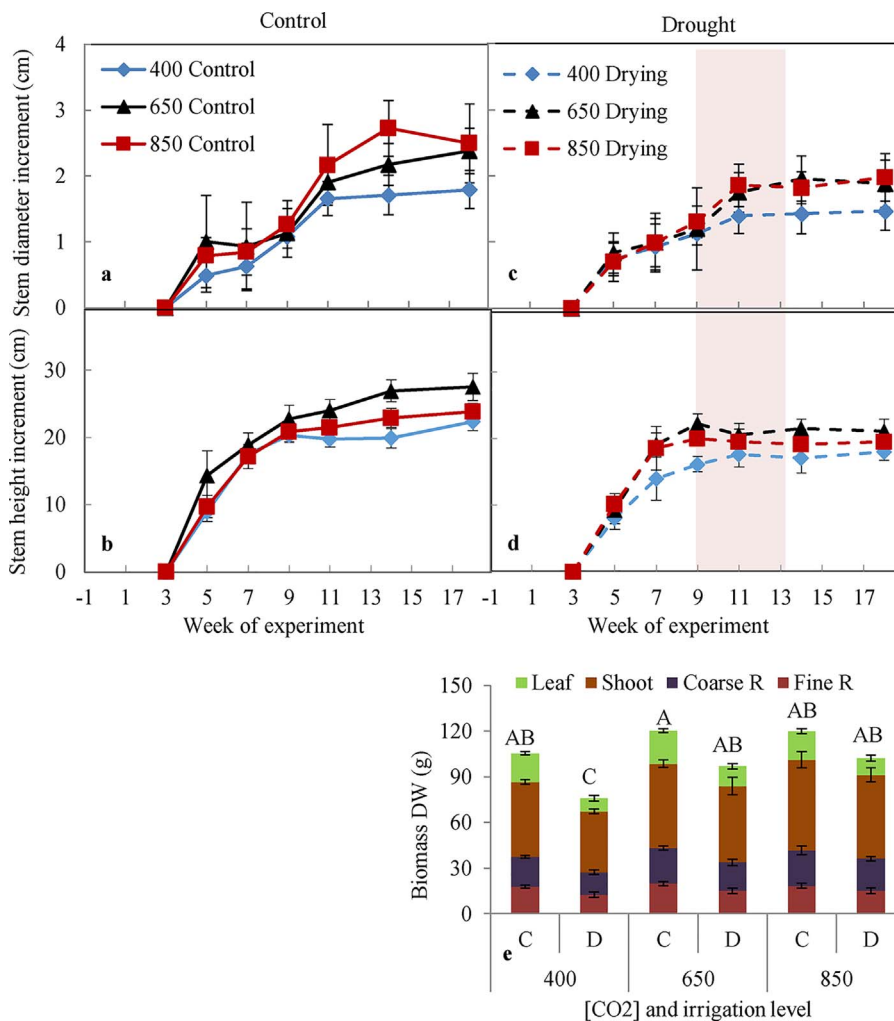 Control
Drought
Stem diameter increment (cm)
4
3
2
1
0
400 Control
650 Control
850 Control
a
400 Drying
650 Drying
850 Drying
c
Stem height increment (cm)
30
20
10
0
b
d
-1 1 3 5 7 9 11 13 15 17
Week of experiment
-1 1 3 5 7 9 11 13 15 17
Week of experiment
Leaf Shoot Coarse R Fine R
Biomass DW (g)
150
120
90
60
30
0
AB
C
A
AB
AB
AB
e
C D C D C D
400 650 850
[CO2] and irrigation level